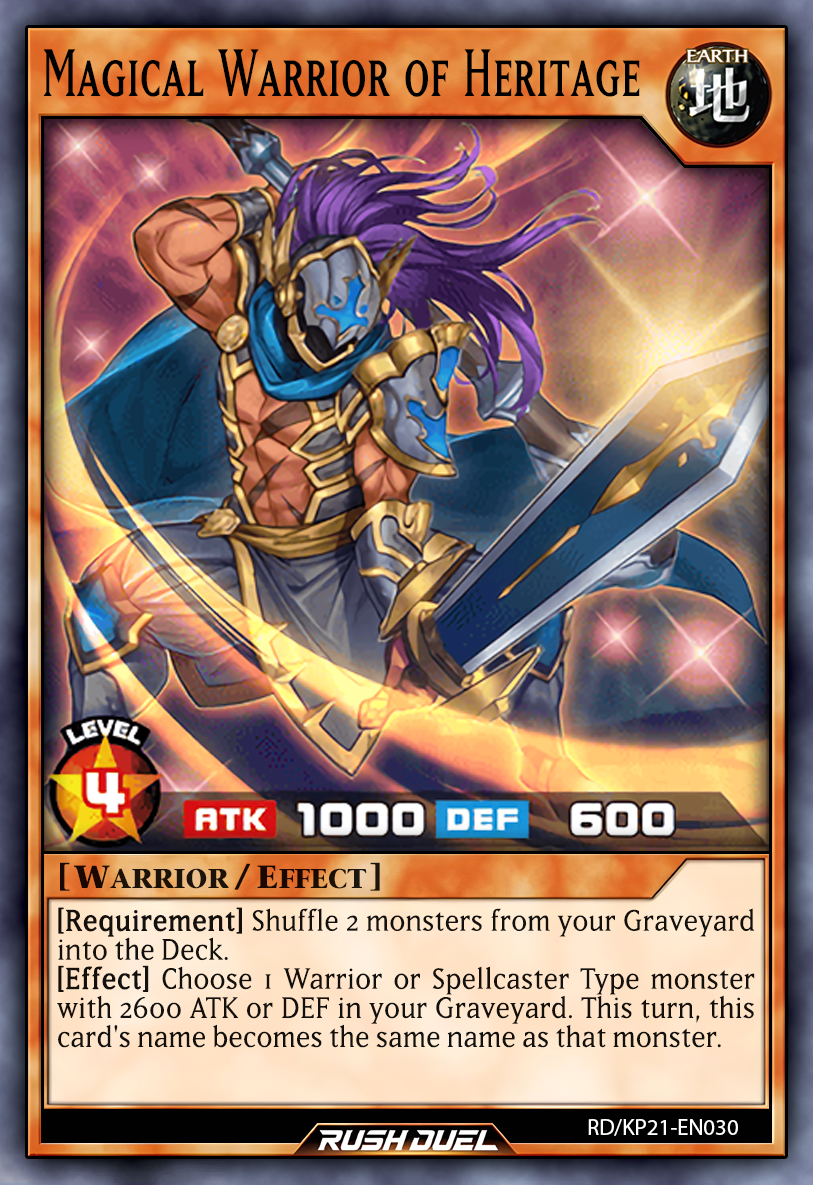 Magical Warrior of Heritage
EARTH
地
LEVEL
4
ATK 1000 DEF 600
[Warrior / Effect]
[Requirement] Shuffle 2 monsters from your Graveyard
into the Deck.
[Effect] Choose 1 Warrior or Spellcaster Type monster
with 2600 ATK or DEF in your Graveyard. This turn, this
card's name becomes the same name as that monster.
RD/KP21-EN030
RUSH DUEL